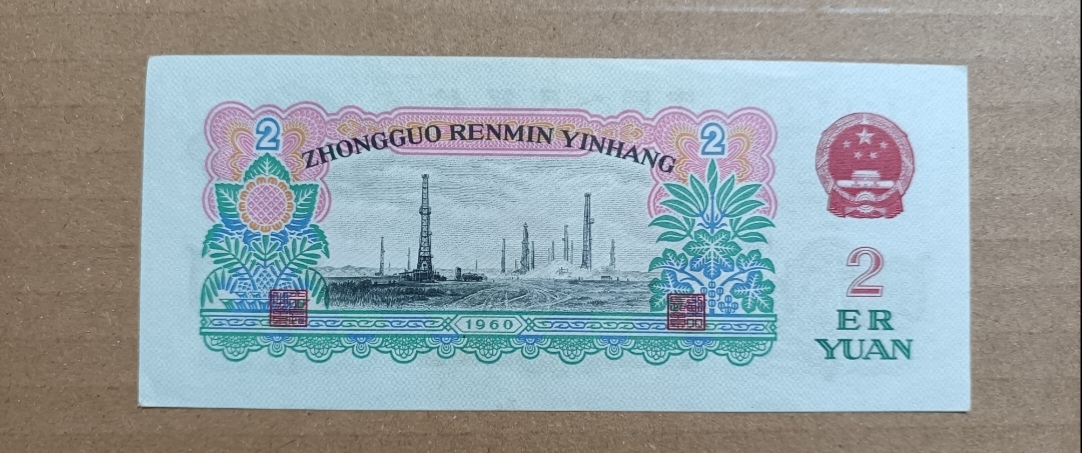 2
2
ZHONGGUO RENMIN YINHANG
1960
2
ER
YUAN